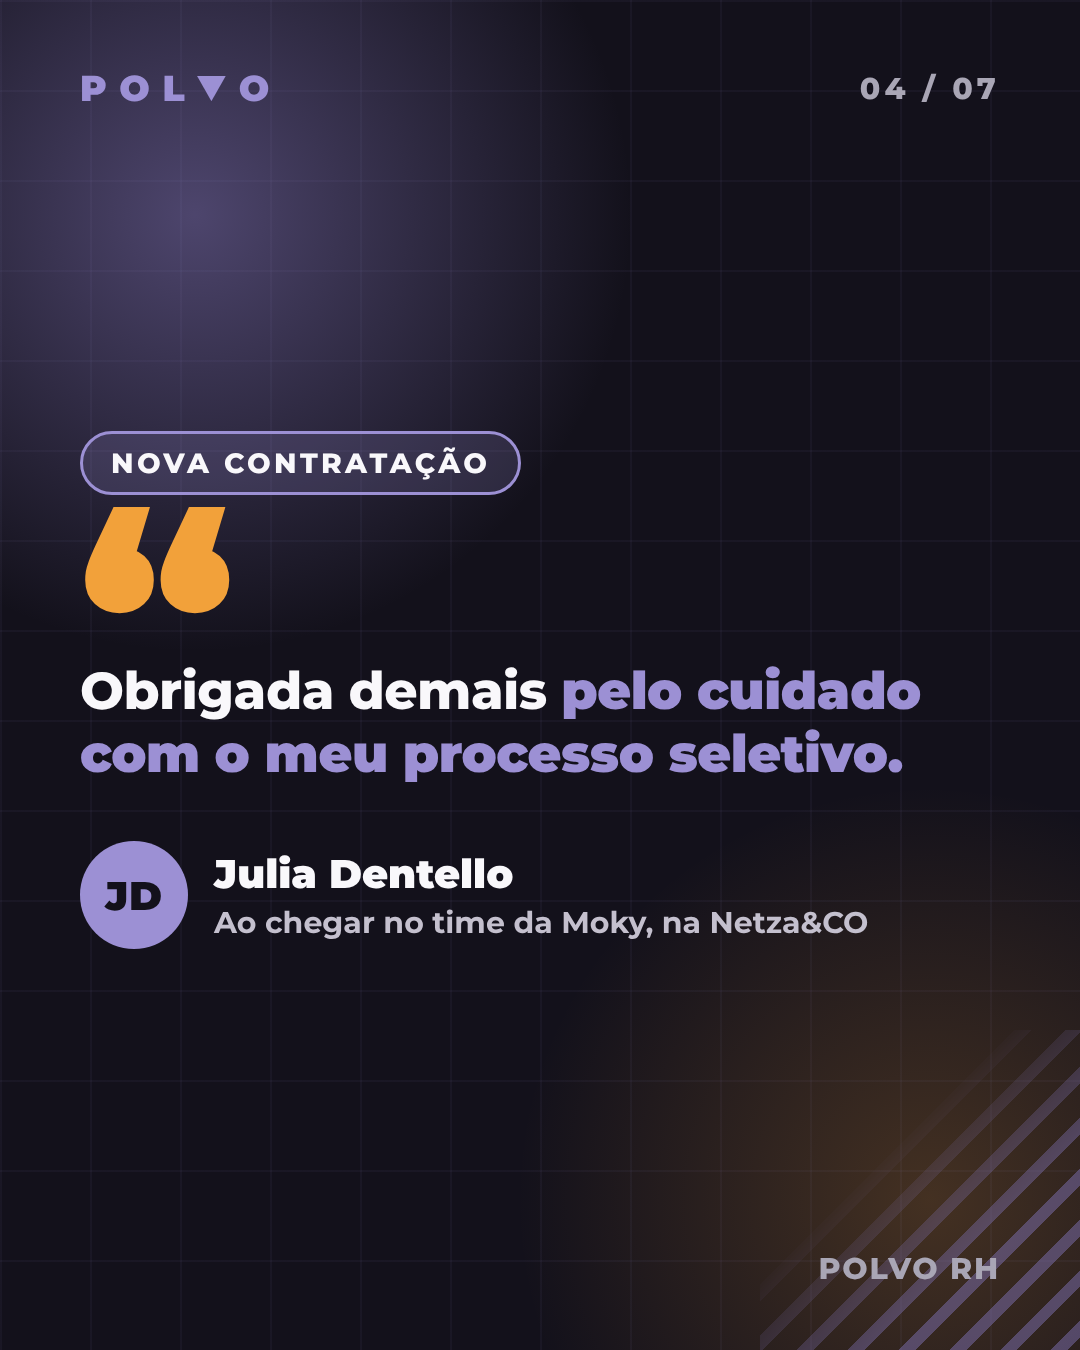 POLVO
04 / 07
NOVA CONTRATAÇÃO
“
Obrigada demais pelo cuidado
com o meu processo seletivo.
JD
Julia Dentello
Ao chegar no time da Moky, na Netza&CO
POLVO RH